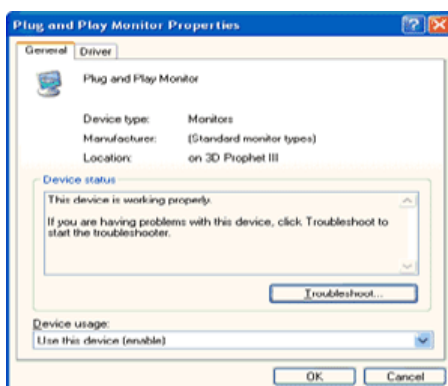 Plug and Play Monitor Properties
General Driver
Plug and Play Monitor
Device type: Monitors
Manufacturer: (Standard monitor types)
Location: on 3D Prophet III
Device status
This device is working properly.
If you are having problems with this device, click Troubleshoot to
start the troubleshooter.
Troubleshoot...
Device usage:
Use this device (enable)
OK Cancel